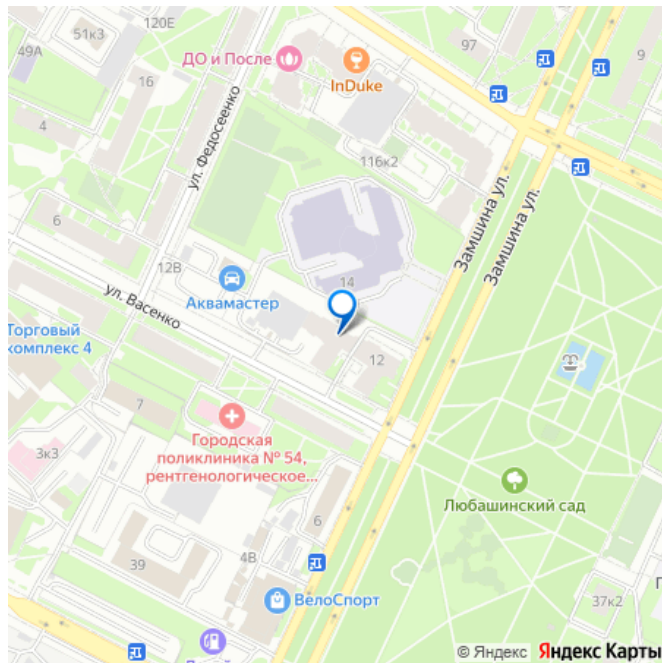 51к3
120Е
49А
ДО и После
InDuke
97
9
16
4
ул. Федосеенко
116к2
Замшина ул.
Замшина ул.
6
12В
14
Аквамастер
ул. Васенко
Торговый
комплекс 4
12
7
Городская
поликлиника № 54,
рентгенологическое...
3к3
Любашинский сад
6
39
4В
ВелоСпорт
37к2
© Яндекс Яндекс Карты